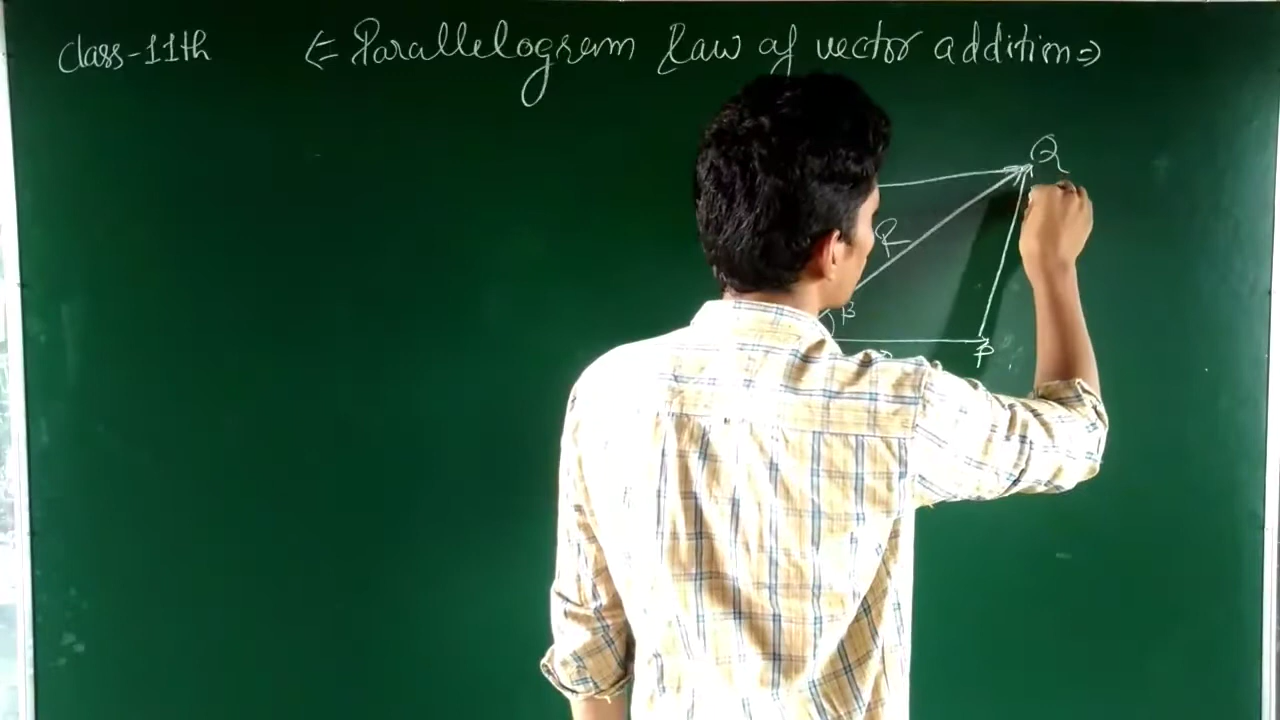 Class-11th
(= Parallelogram Law of vector addition =)
Q
R
β
P